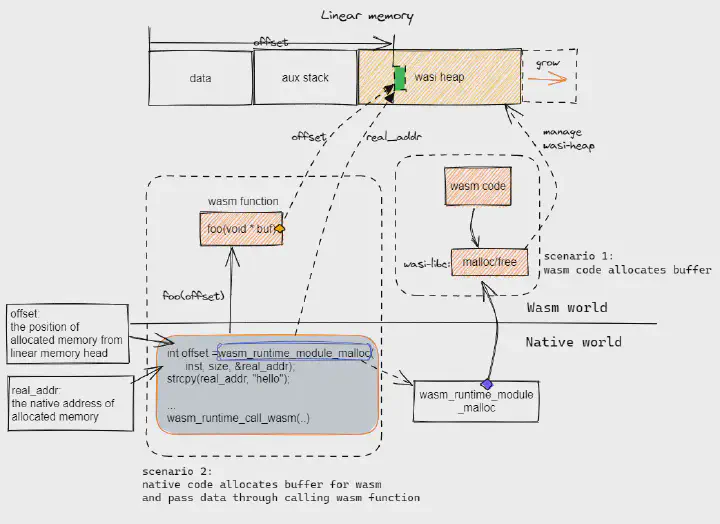 Linear memory
offset
data
aux stack
wasi heap
grow
offset
real_addr
manage
wasi-heap
wasm function
foo(void * buf)
wasm code
wasi-libc:
malloc/free
scenario 1:
wasm code allocates buffer
foo(offset)
Wasm world
Native world
offset:
the position of
allocated memory from
linear memory head
real_addr:
the native address of
allocated memory
int offset =wasm_runtime_module_malloc(
inst, size, &real_addr);
strcpy(real_addr, "hello");
...
wasm_runtime_call_wasm(..)
wasm_runtime_module
_malloc
scenario 2:
native code allocates buffer for wasm
and pass data through calling wasm function